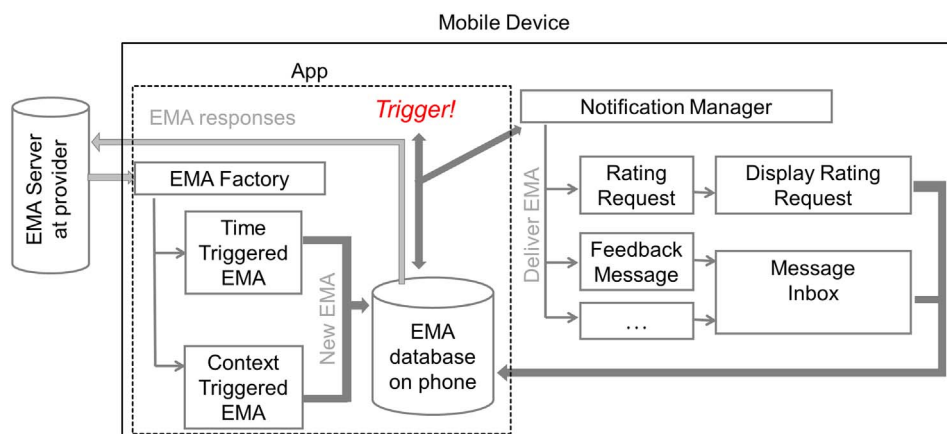 Mobile Device
App
EMA Server
at provider
EMA responses
Trigger!
EMA Factory
Time
Triggered
EMA
Context
Triggered
EMA
New EMA
EMA
database
on phone
Notification Manager
Deliver EMA
Rating
Request
Display Rating
Request
Feedback
Message
Message
Inbox
...